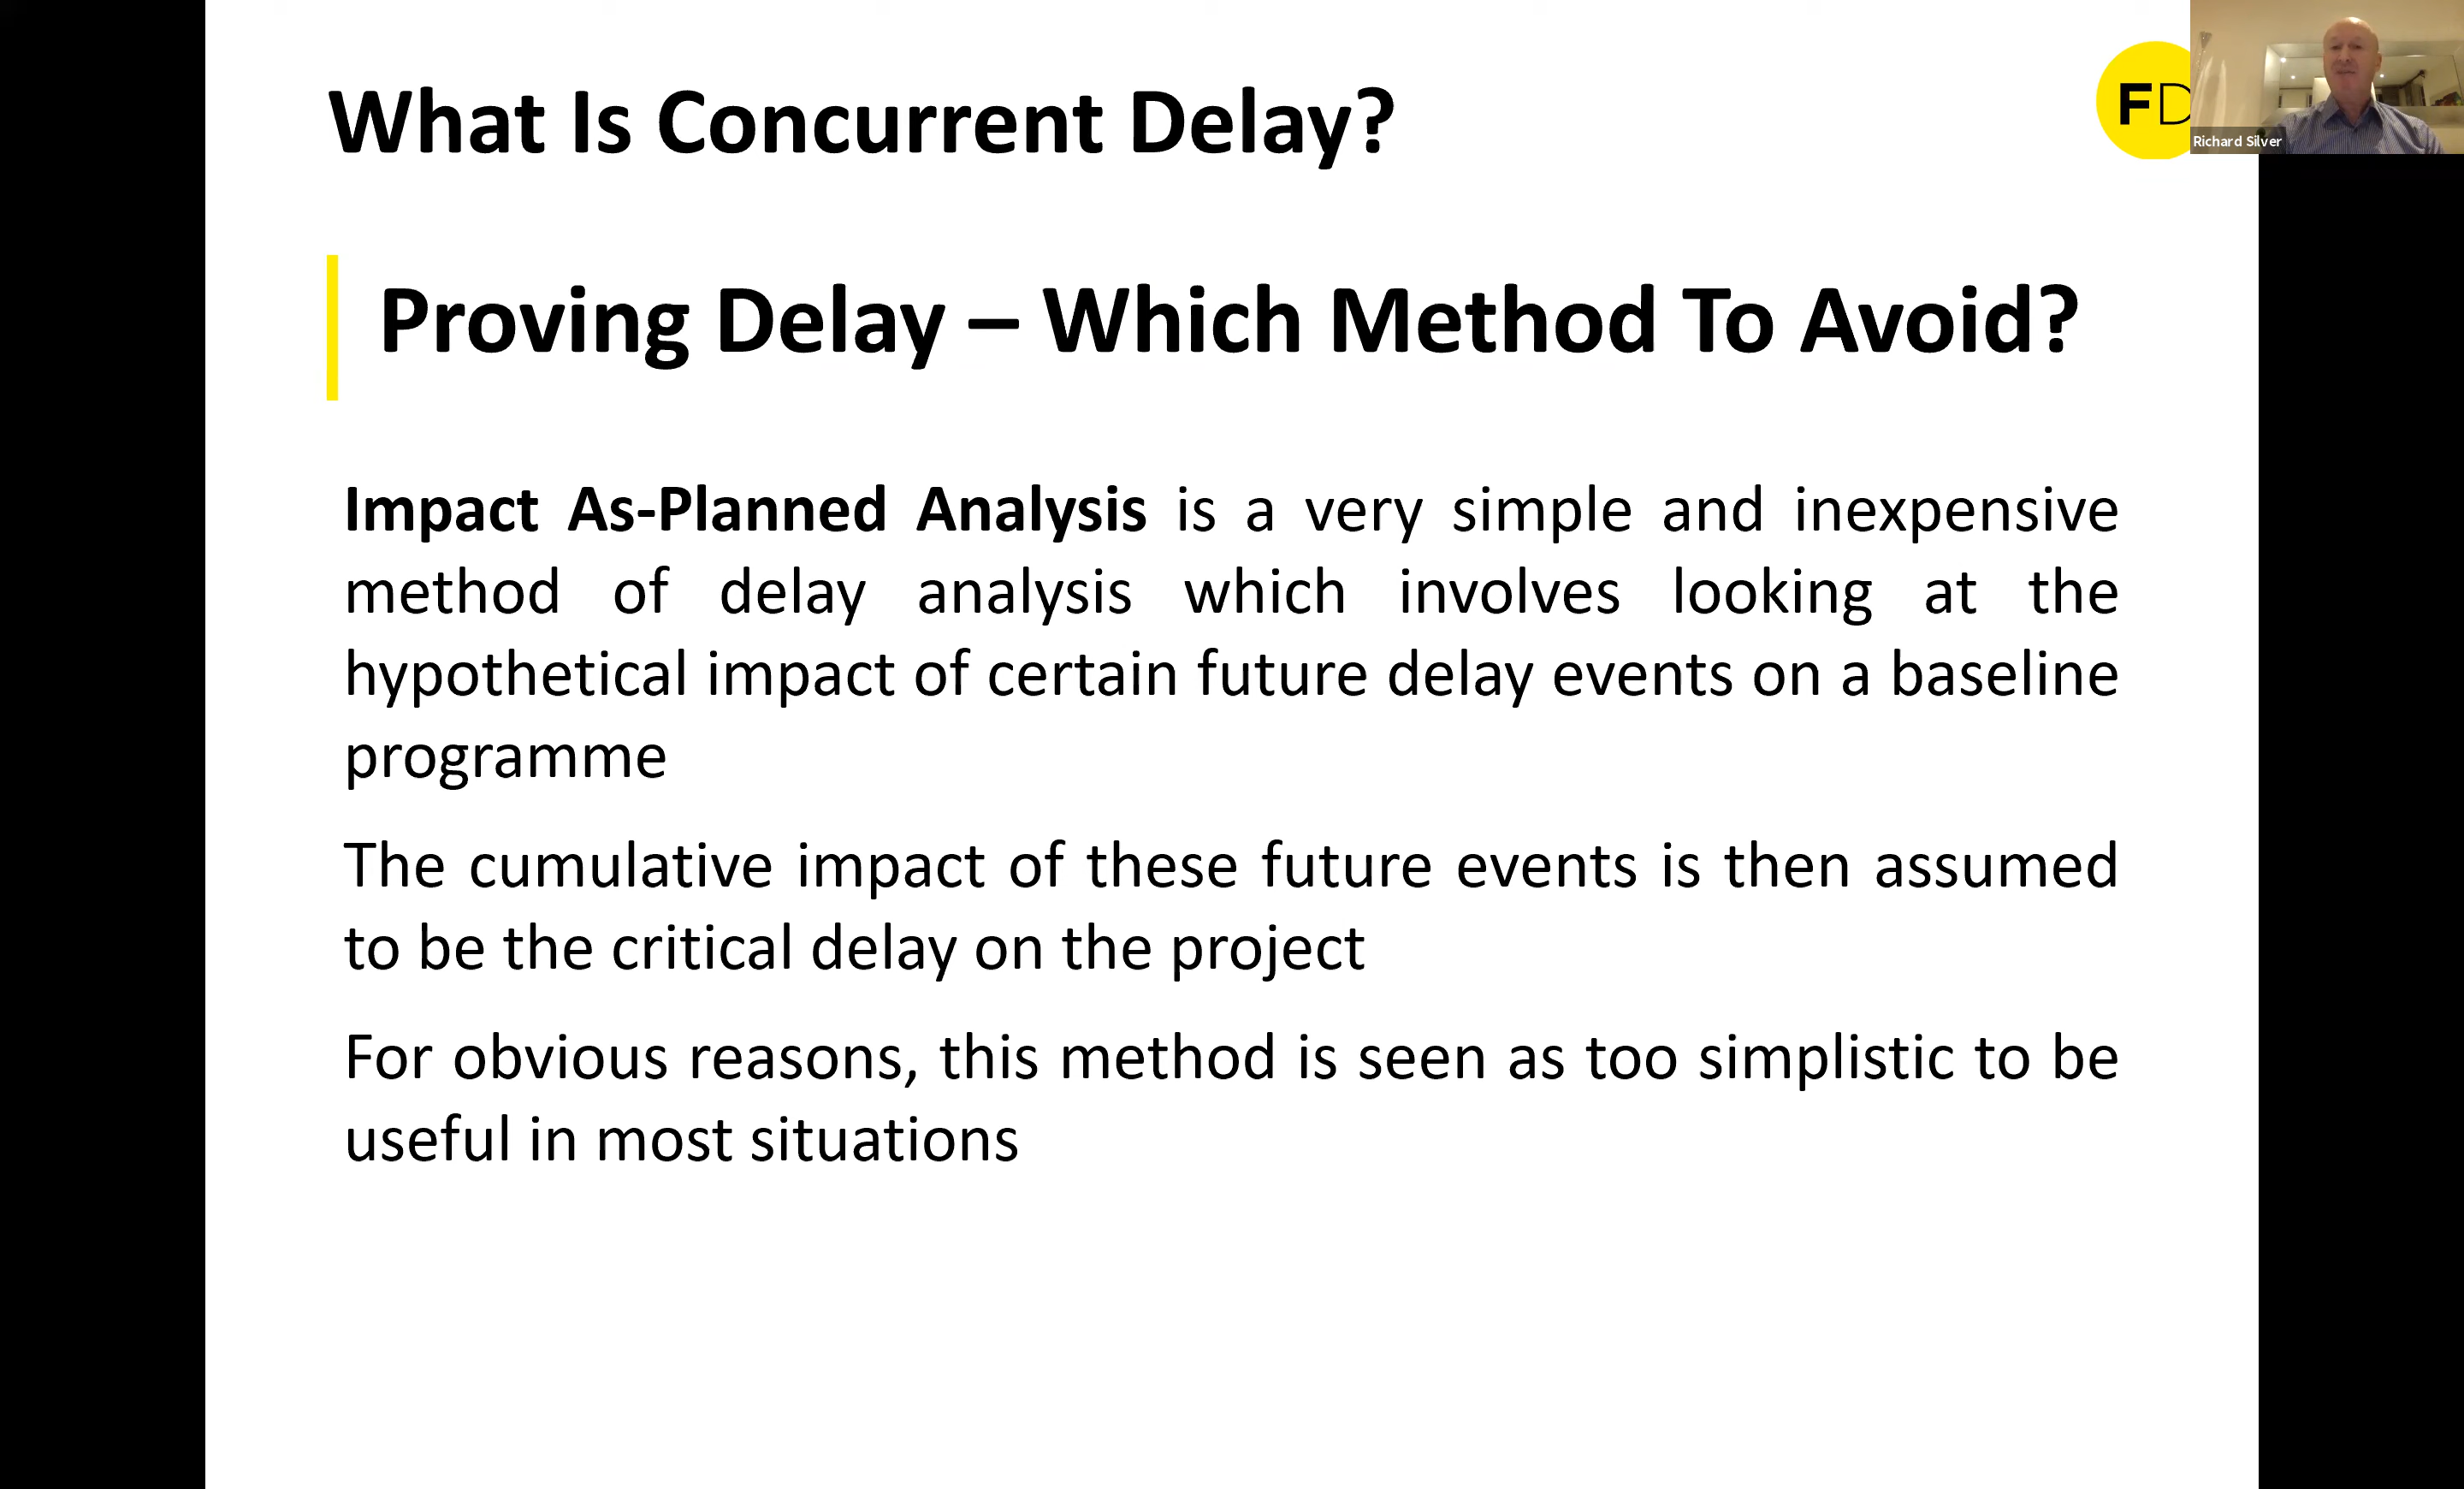 What Is Concurrent Delay?
FD
Richard Silver
Proving Delay – Which Method To Avoid?
Impact As-Planned Analysis is a very simple and inexpensive
method of delay analysis which involves looking at the
hypothetical impact of certain future delay events on a baseline
programme
The cumulative impact of these future events is then assumed
to be the critical delay on the project
For obvious reasons, this method is seen as too simplistic to be
useful in most situations